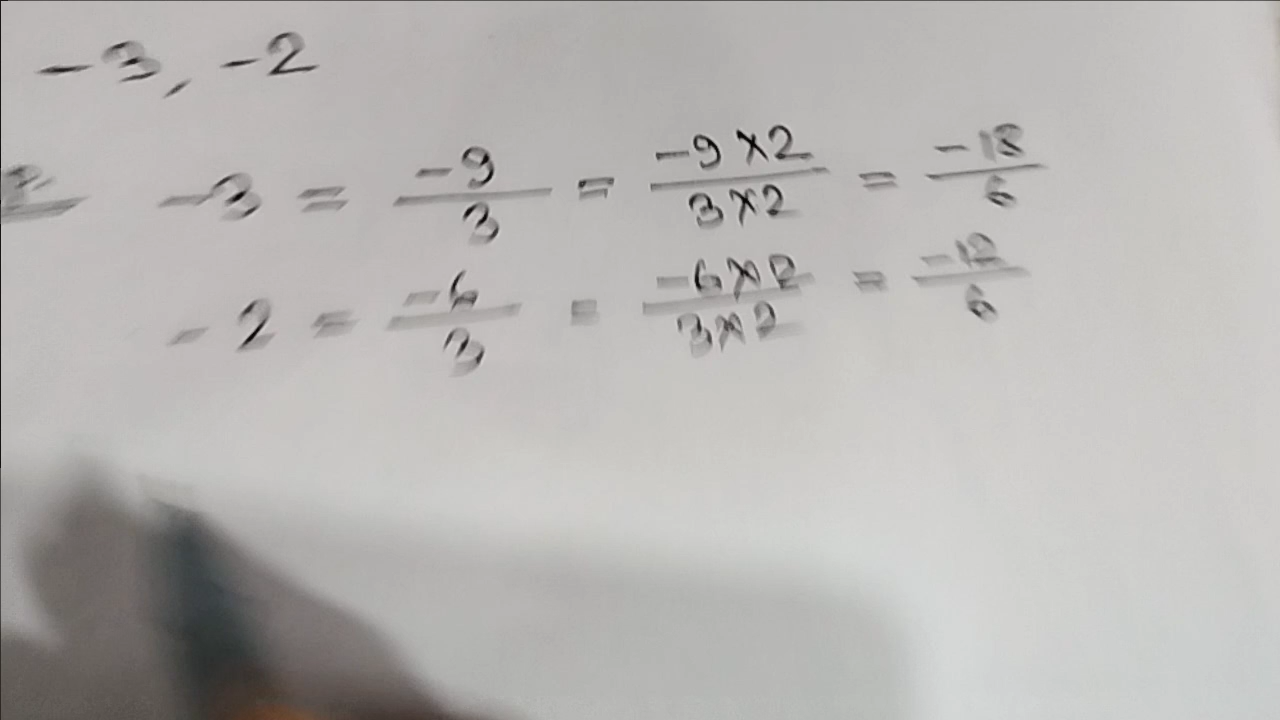 -3, -2
-3 = -9/3 = -9×2/3×2 = -18/6
-2 = -6/3 = -6×2/3×2 = -12/6